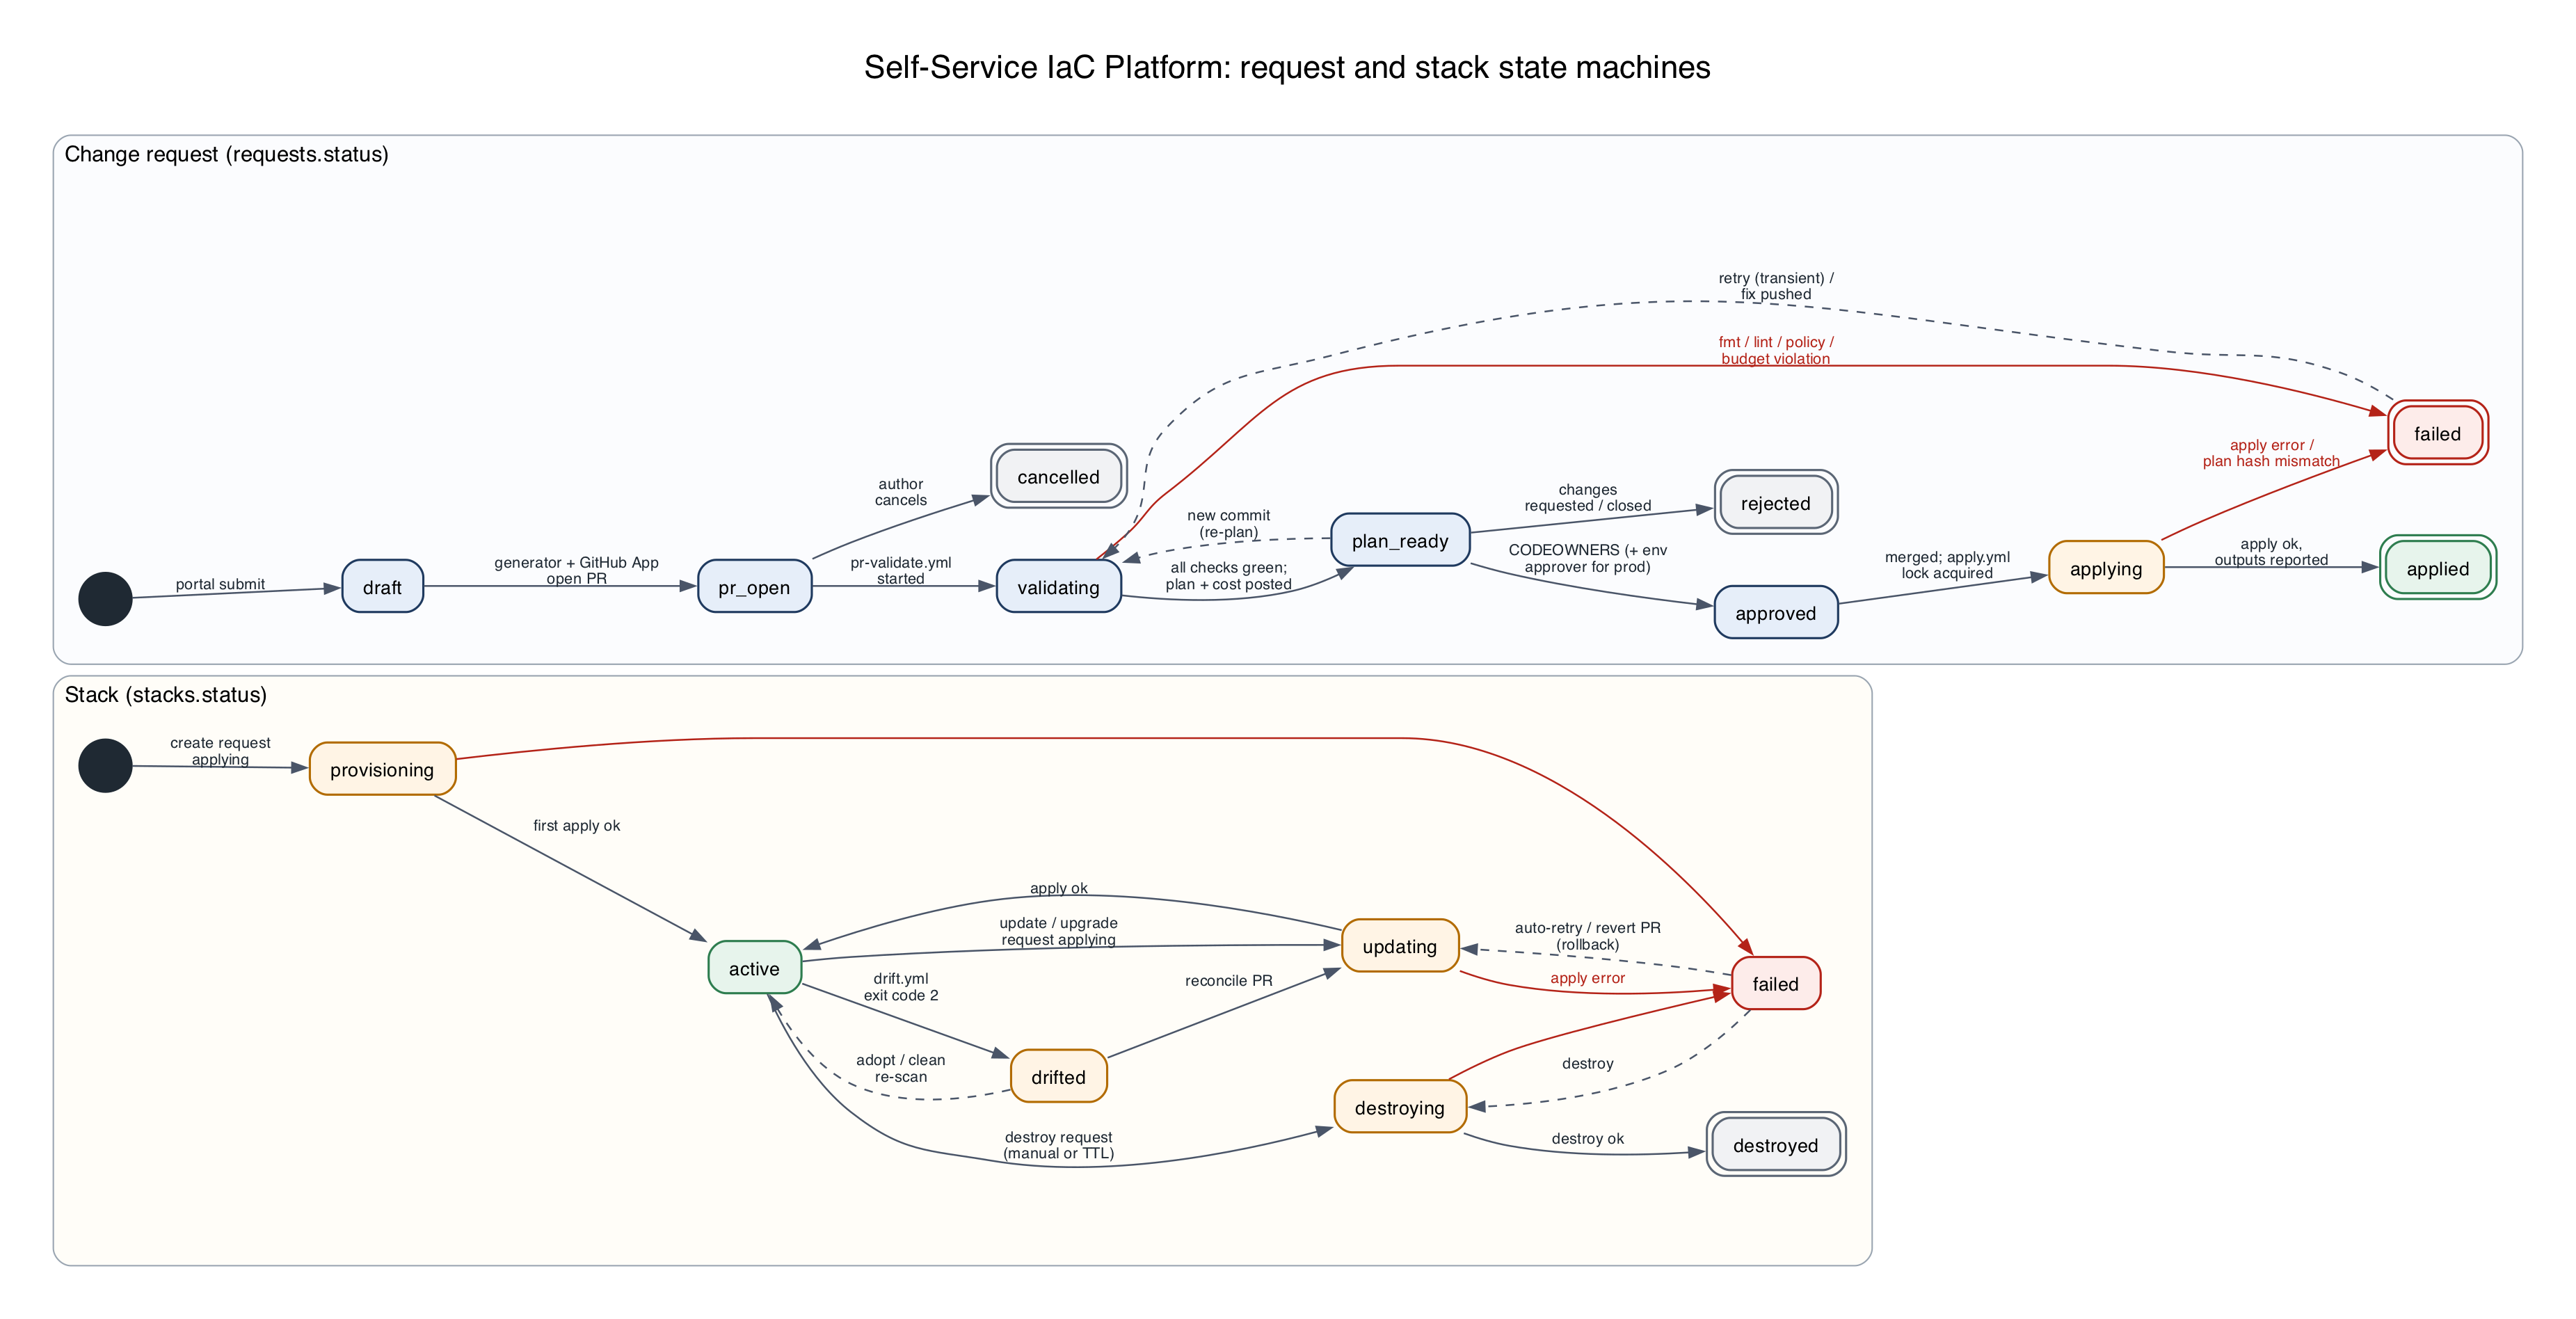 Self-Service IaC Platform: request and stack state machines
Change request (requests.status)
retry (transient) /
fix pushed
fmt / lint / policy /
budget violation
failed
apply error /
plan hash mismatch
cancelled
author
cancels
rejected
changes
requested / closed
new commit
(re-plan)
plan_ready
CODEOWNERS (+ env
approver for prod)
portal submit
draft
generator + GitHub App
open PR
pr_open
pr-validate.yml
started
validating
all checks green;
plan + cost posted
approved
merged; apply.yml
lock acquired
applying
apply ok,
outputs reported
applied
Stack (stacks.status)
create request
applying
provisioning
first apply ok
apply ok
update / upgrade
request applying
active
drift.yml
exit code 2
adopt / clean
re-scan
drifted
reconcile PR
updating
auto-retry / revert PR
(rollback)
apply error
failed
destroy
destroying
destroy request
(manual or TTL)
destroy ok
destroyed